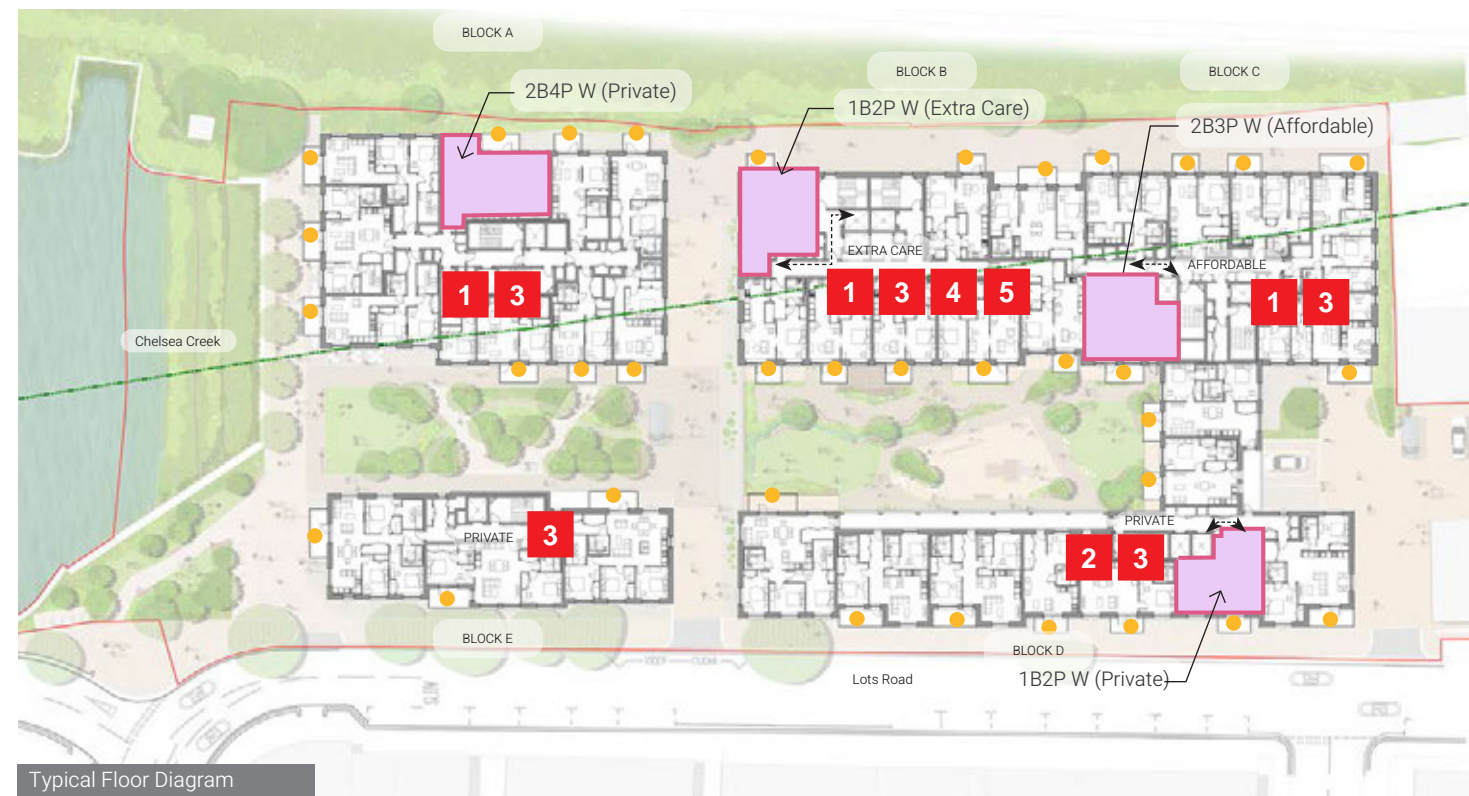 BLOCK A
BLOCK B
BLOCK C
2B4P W (Private)
1B2P W (Extra Care)
2B3P W (Affordable)
EXTRA CARE
AFFORDABLE
1 3
1 3 4 5
1 3
Chelsea Creek
PRIVATE
3
PRIVATE
2 3
BLOCK E
BLOCK D
Lots Road
1B2P W (Private)
Typical Floor Diagram